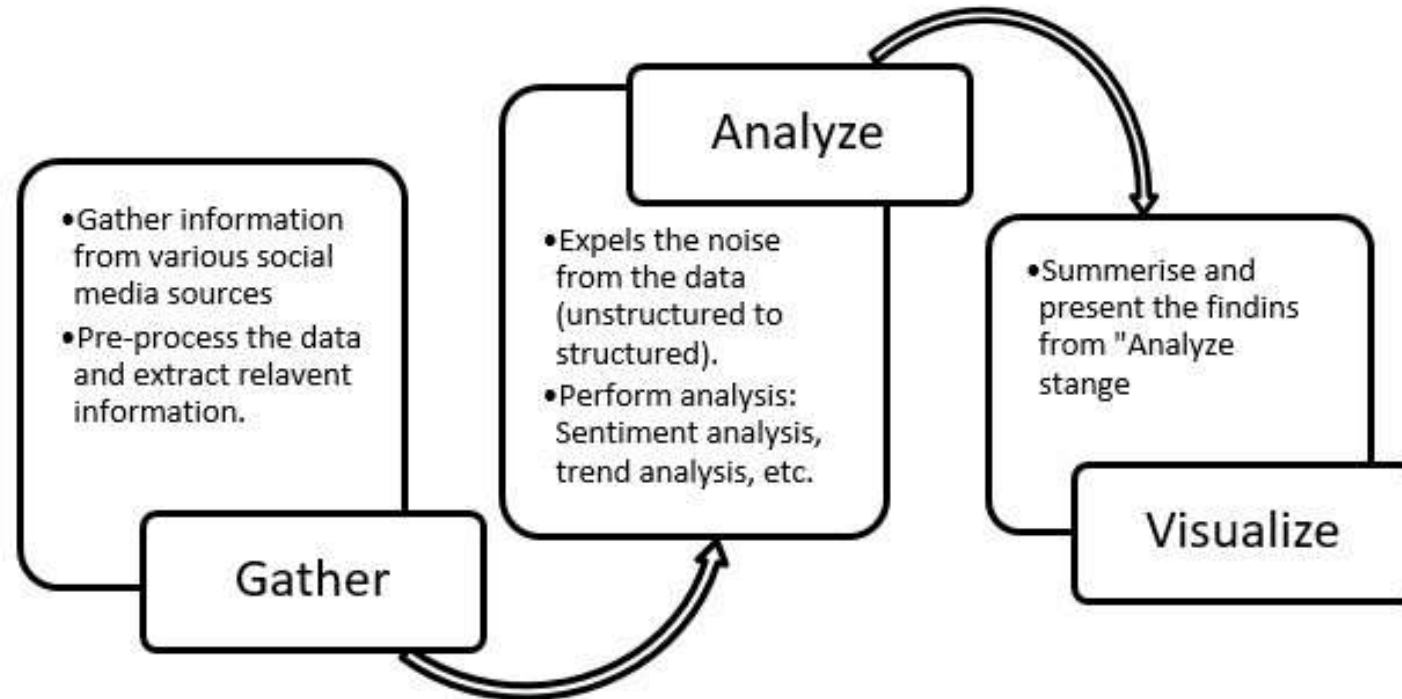 •Gather information
from various social
media sources
•Pre-process the data
and extract relavent
information.
Gather
Analyze
•Expels the noise
from the data
(unstructured to
structured).
•Perform analysis:
Sentiment analysis,
trend analysis, etc.
•Summerise and
present the findins
from "Analyze
stange
Visualize